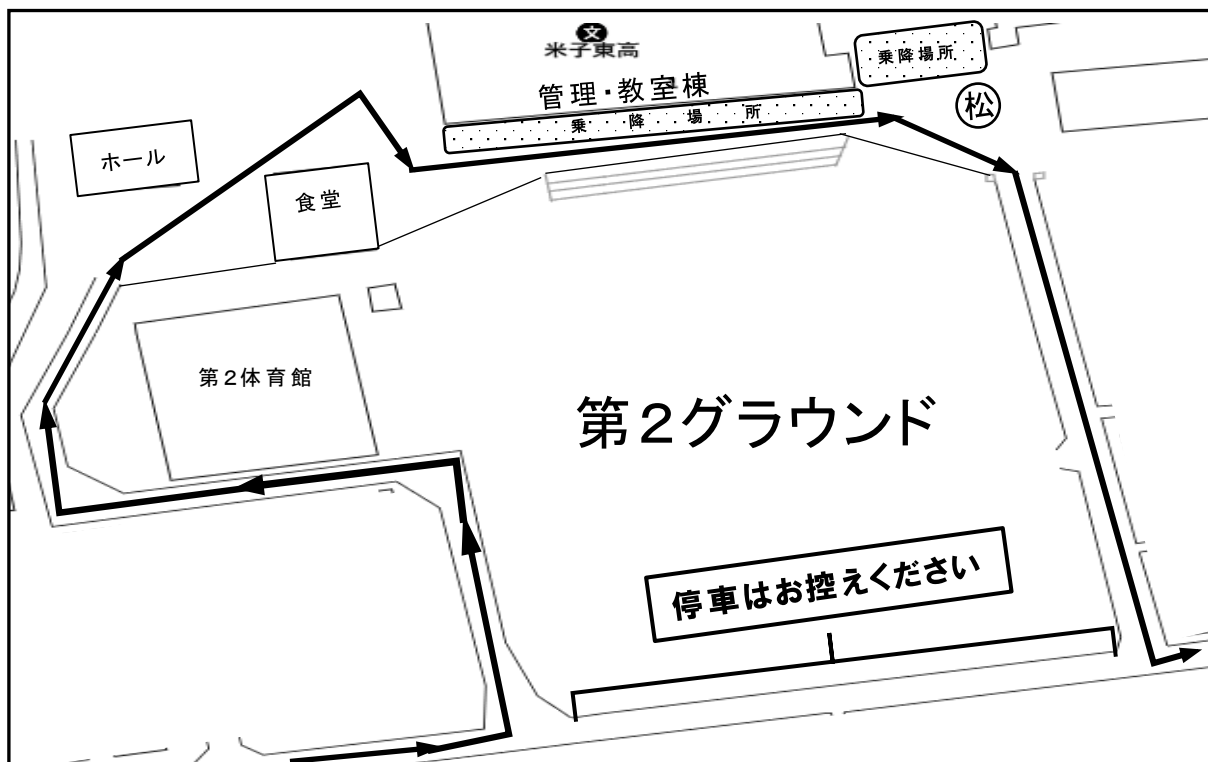 文
米子東高
乗降場所
管理・教室棟
乗降場所
松
ホール
食堂
第2体育館
第2グラウンド
停車はお控えください